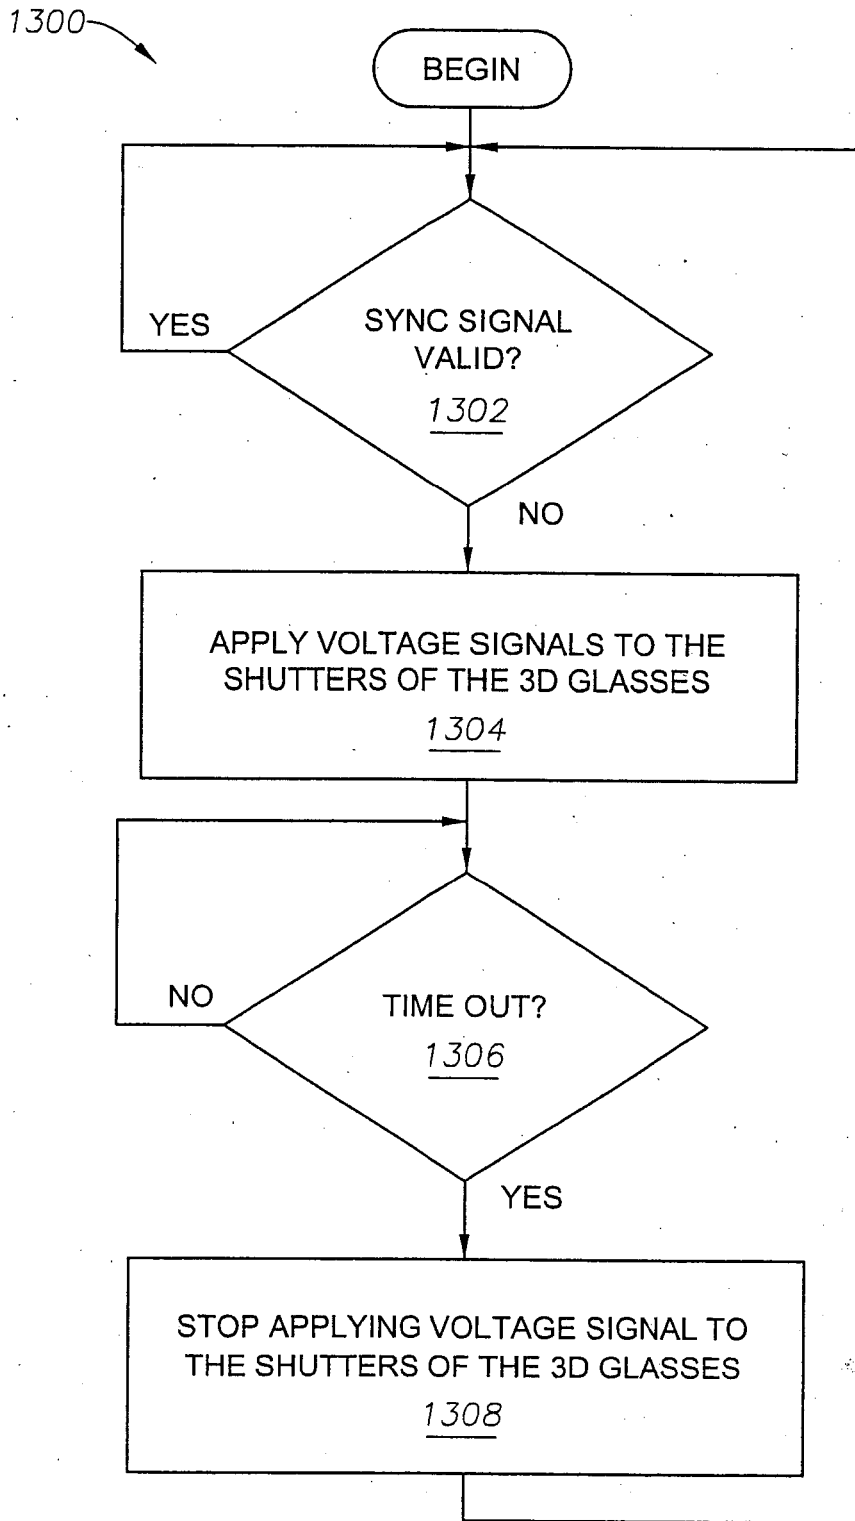 1300
BEGIN
YES
SYNC SIGNAL
VALID?
1302
NO
APPLY VOLTAGE SIGNALS TO THE
SHUTTERS OF THE 3D GLASSES
1304
NO
TIME OUT?
1306
YES
STOP APPLYING VOLTAGE SIGNAL TO
THE SHUTTERS OF THE 3D GLASSES
1308